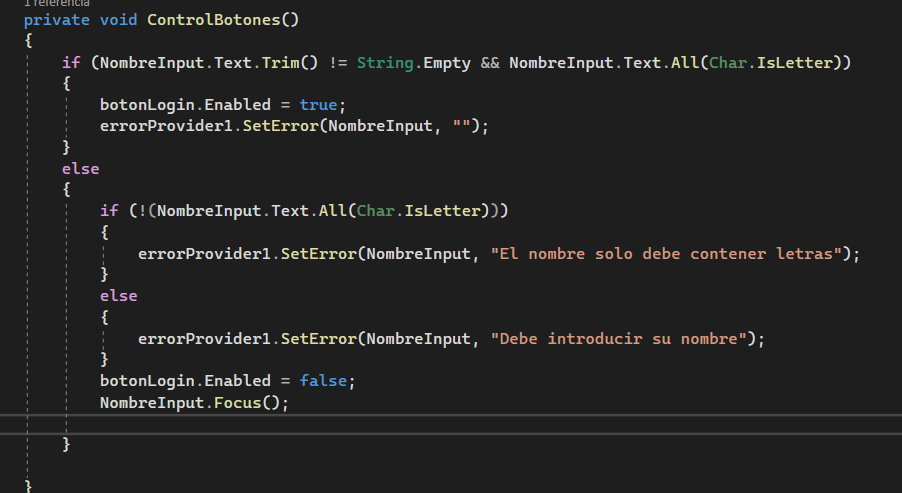 1 referencia
private void ControlBotones()
{
if (NombreInput.Text.Trim() != String.Empty && NombreInput.Text.All(Char.IsLetter))
{
botonLogin.Enabled = true;
errorProvider1.SetError(NombreInput, "");
}
else
{
if (!(NombreInput.Text.All(Char.IsLetter)))
{
errorProvider1.SetError(NombreInput, "El nombre solo debe contener letras");
}
else
{
errorProvider1.SetError(NombreInput, "Debe introducir su nombre");
}
botonLogin.Enabled = false;
NombreInput.Focus();
}
}